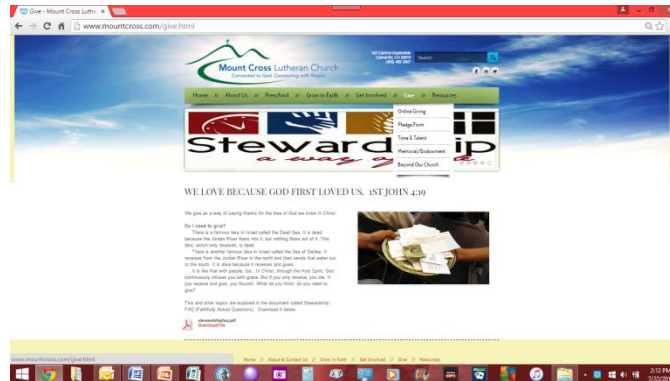 Give - Mount Cross Luthe
www.mountcross.com/give.html
Mount Cross Lutheran Church
Connected to God. Connecting with People.
Search
Home // About Us // Preschool // Grow in Faith // Get Involved // Give // Resources
Online Giving
Pledge Form
Time & Talent
Memorial/Endowment
Beyond Our Church
Stewardship
a way of
WE LOVE BECAUSE GOD FIRST LOVED US. 1ST JOHN 4:19
We give as a way of saying thanks for the love of God we know in Christ.
Do I need to give?
There is a famous lake in Israel called the Dead Sea. It is dead
because the Jordan River flows into it, but nothing flows out of it. This
lake, which only receives, is dead.
There is another famous lake in Israel called the Sea of Galilee. It
receives from the Jordan River in the north and then sends that water out
to the south. It is alive because it receives and gives.
It is like that with people, too. In Christ, through the Holy Spirit, God
continuously infuses you with grace. But if you only receive, you die. If
you receive and give, you flourish. What do you think, do you need to
give?
This and other topics are explored in the document called Stewardship
FAQ (Faithfully Asked Questions). Download it below.
stewardshipfaq.pdf
Download File
www.mountcross.com/give.html
Home // About & Contact Us // Grow in Faith // Get Involved // Give // Resources
2:12 PM